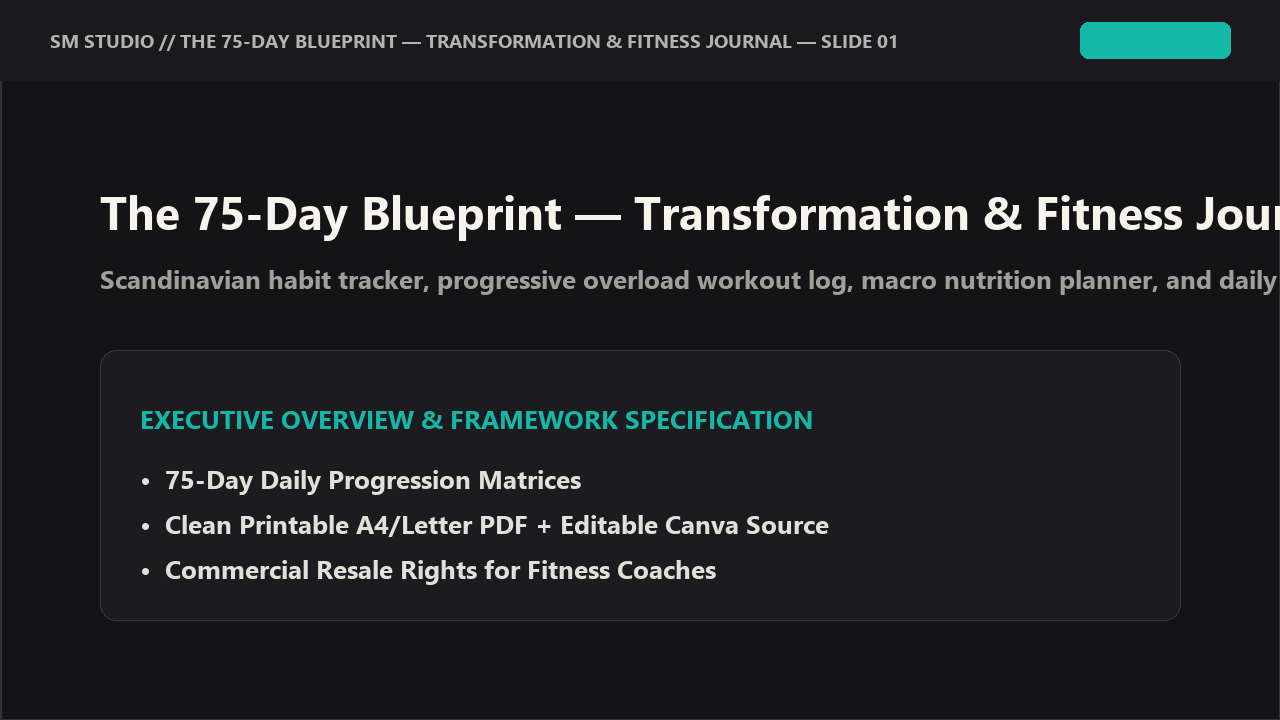 SM STUDIO // THE 75-DAY BLUEPRINT — TRANSFORMATION & FITNESS JOURNAL — SLIDE 01
The 75-Day Blueprint — Transformation & Fitness Jour
Scandinavian habit tracker, progressive overload workout log, macro nutrition planner, and daily
EXECUTIVE OVERVIEW & FRAMEWORK SPECIFICATION
• 75-Day Daily Progression Matrices
• Clean Printable A4/Letter PDF + Editable Canva Source
• Commercial Resale Rights for Fitness Coaches